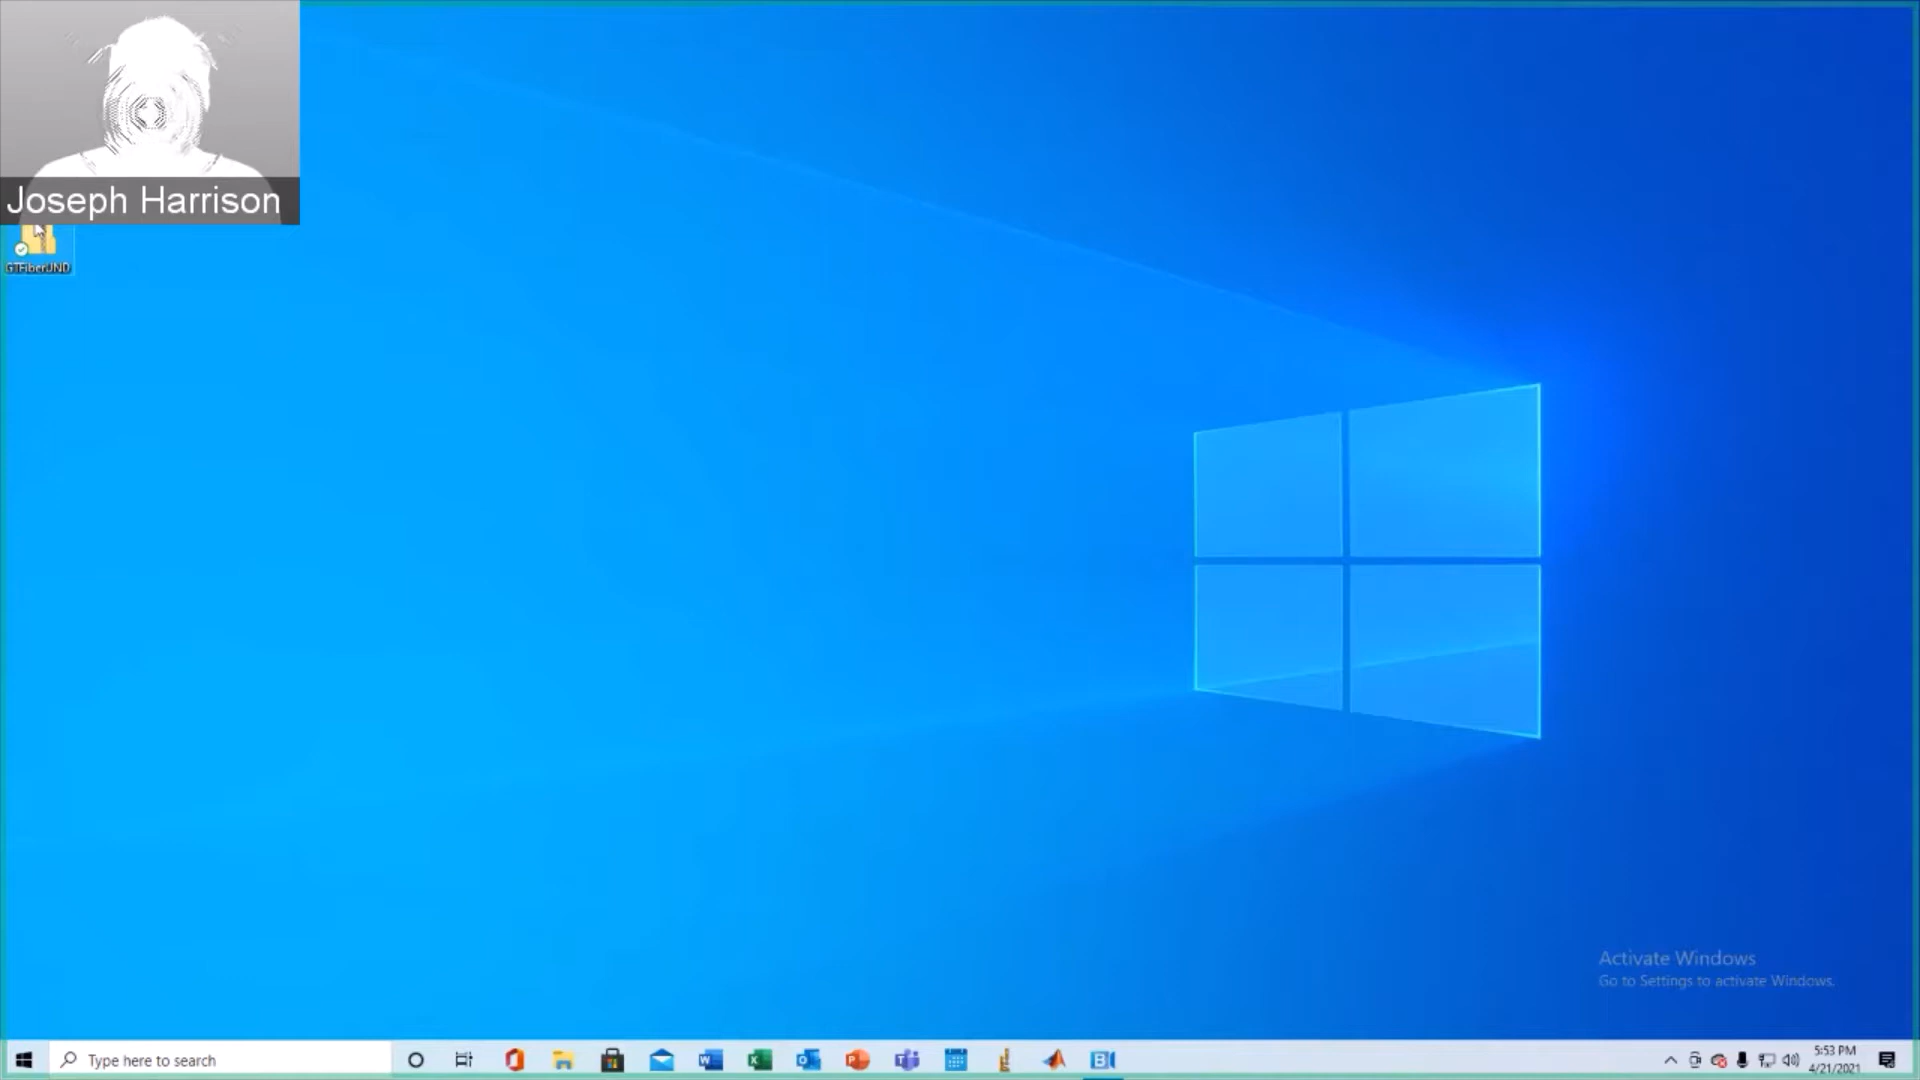 Joseph Harrison
GTFiberUND
Activate Windows
Go to Settings to activate Windows.
Type here to search
5:53 PM
4/21/2021